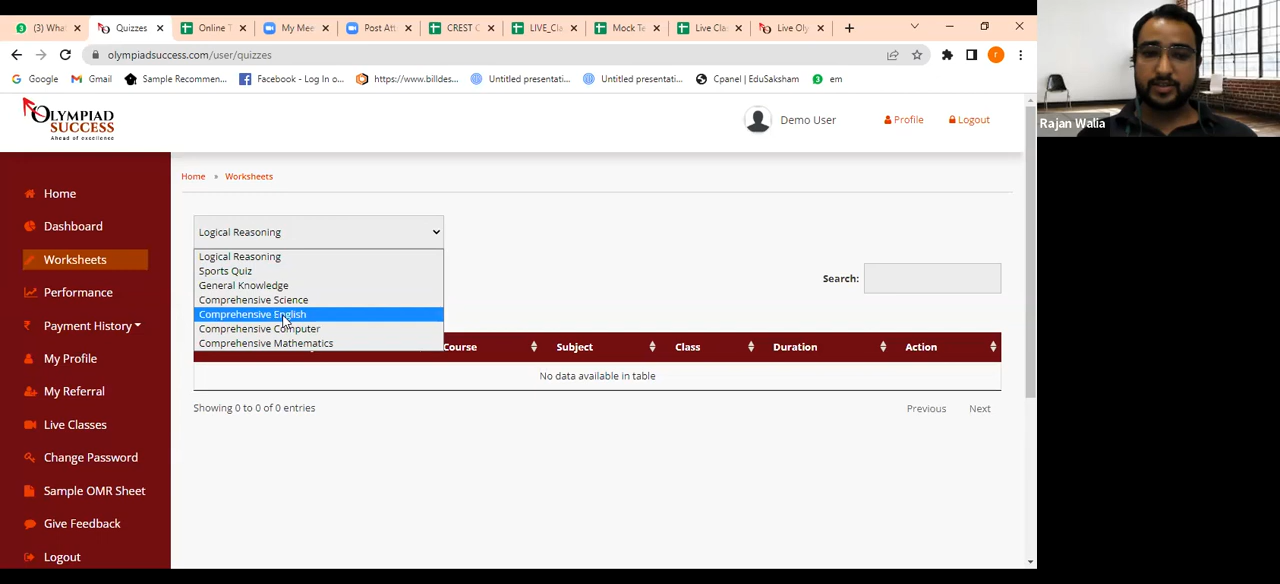 (3) What
Quizzes
Online T
My Mee
Post Att
CREST C
LIVE_Cla
Mock Te
Live Clas
Live Oly
olympiadsuccess.com/user/quizzes
r
Google
Gmail
Sample Recommen...
Facebook - Log In o...
https://www.billdes...
Untitled presentati...
Untitled presentati...
Cpanel | EduSaksham
3 em
OLYMPIAD
SUCCESS
Ahead of excellence
Demo User
Profile
Logout
Rajan Walia
Home
Dashboard
Worksheets
Performance
Payment History
My Profile
My Referral
Live Classes
Change Password
Sample OMR Sheet
Give Feedback
Logout
Home » Worksheets
Logical Reasoning
Logical Reasoning
Sports Quiz
General Knowledge
Comprehensive Science
Comprehensive English
Comprehensive Computer
Comprehensive Mathematics
Search:
Course Subject Class Duration Action
No data available in table
Showing 0 to 0 of 0 entries
Previous Next